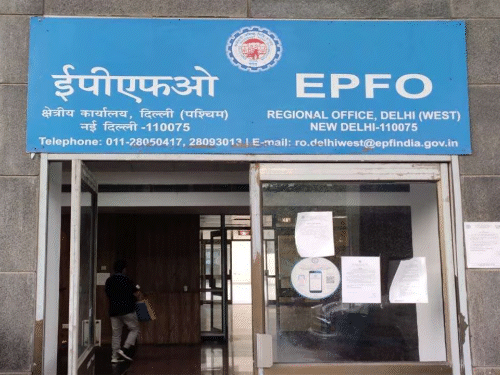 ईपीएफओ
क्षेत्रीय कार्यालय, दिल्ली (पश्चिम)
नई दिल्ली -110075
EPFO
REGIONAL OFFICE, DELHI (WEST)
NEW DELHI-110075
Telephone: 011-28050417, 28093013 | E-mail: ro.delhiwest@epfindia.gov.in